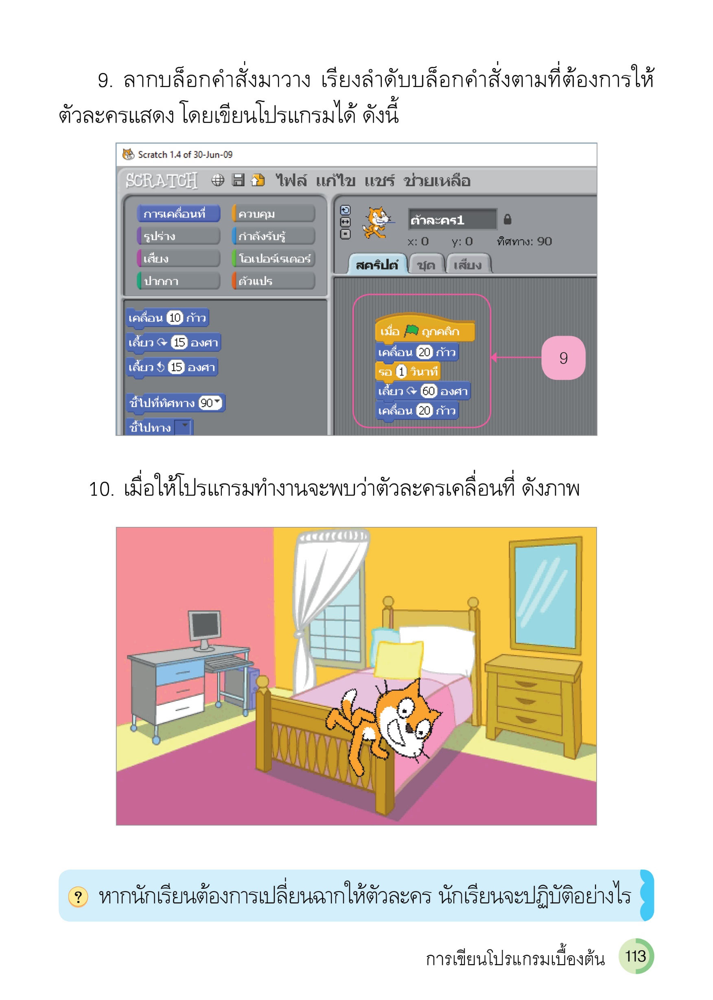 9. ลากบล็อกคำสั่งมาวาง เรียงลำดับบล็อกคำสั่งตามที่ต้องการให้
ตัวละครแสดง โดยเขียนโปรแกรมได้ ดังนี้
Scratch 1.4 of 30-Jun-09
SCRATCH ไฟล์ แก้ไข แชร์ ช่วยเหลือ
การเคลื่อนที่ ควบคุม
รูปร่าง กำลังรับรู้
เสียง โอเปอร์เรเตอร์
ปากกา ตัวแปร
ตัวละคร1
x: 0 y: 0 ทิศทาง: 90
สคริปต์ ชุด เสียง
เคลื่อน 10 ก้าว
เลี้ยว 15 องศา
เลี้ยว 15 องศา
ชี้ไปที่ทิศทาง 90
ชี้ไปทาง
เมื่อ ถูกคลิก
เคลื่อน 20 ก้าว
รอ 1 วินาที
เลี้ยว 60 องศา
เคลื่อน 20 ก้าว
9
10. เมื่อให้โปรแกรมทำงานจะพบว่าตัวละครเคลื่อนที่ ดังภาพ
? หากนักเรียนต้องการเปลี่ยนฉากให้ตัวละคร นักเรียนจะปฏิบัติอย่างไร
การเขียนโปรแกรมเบื้องต้น 113